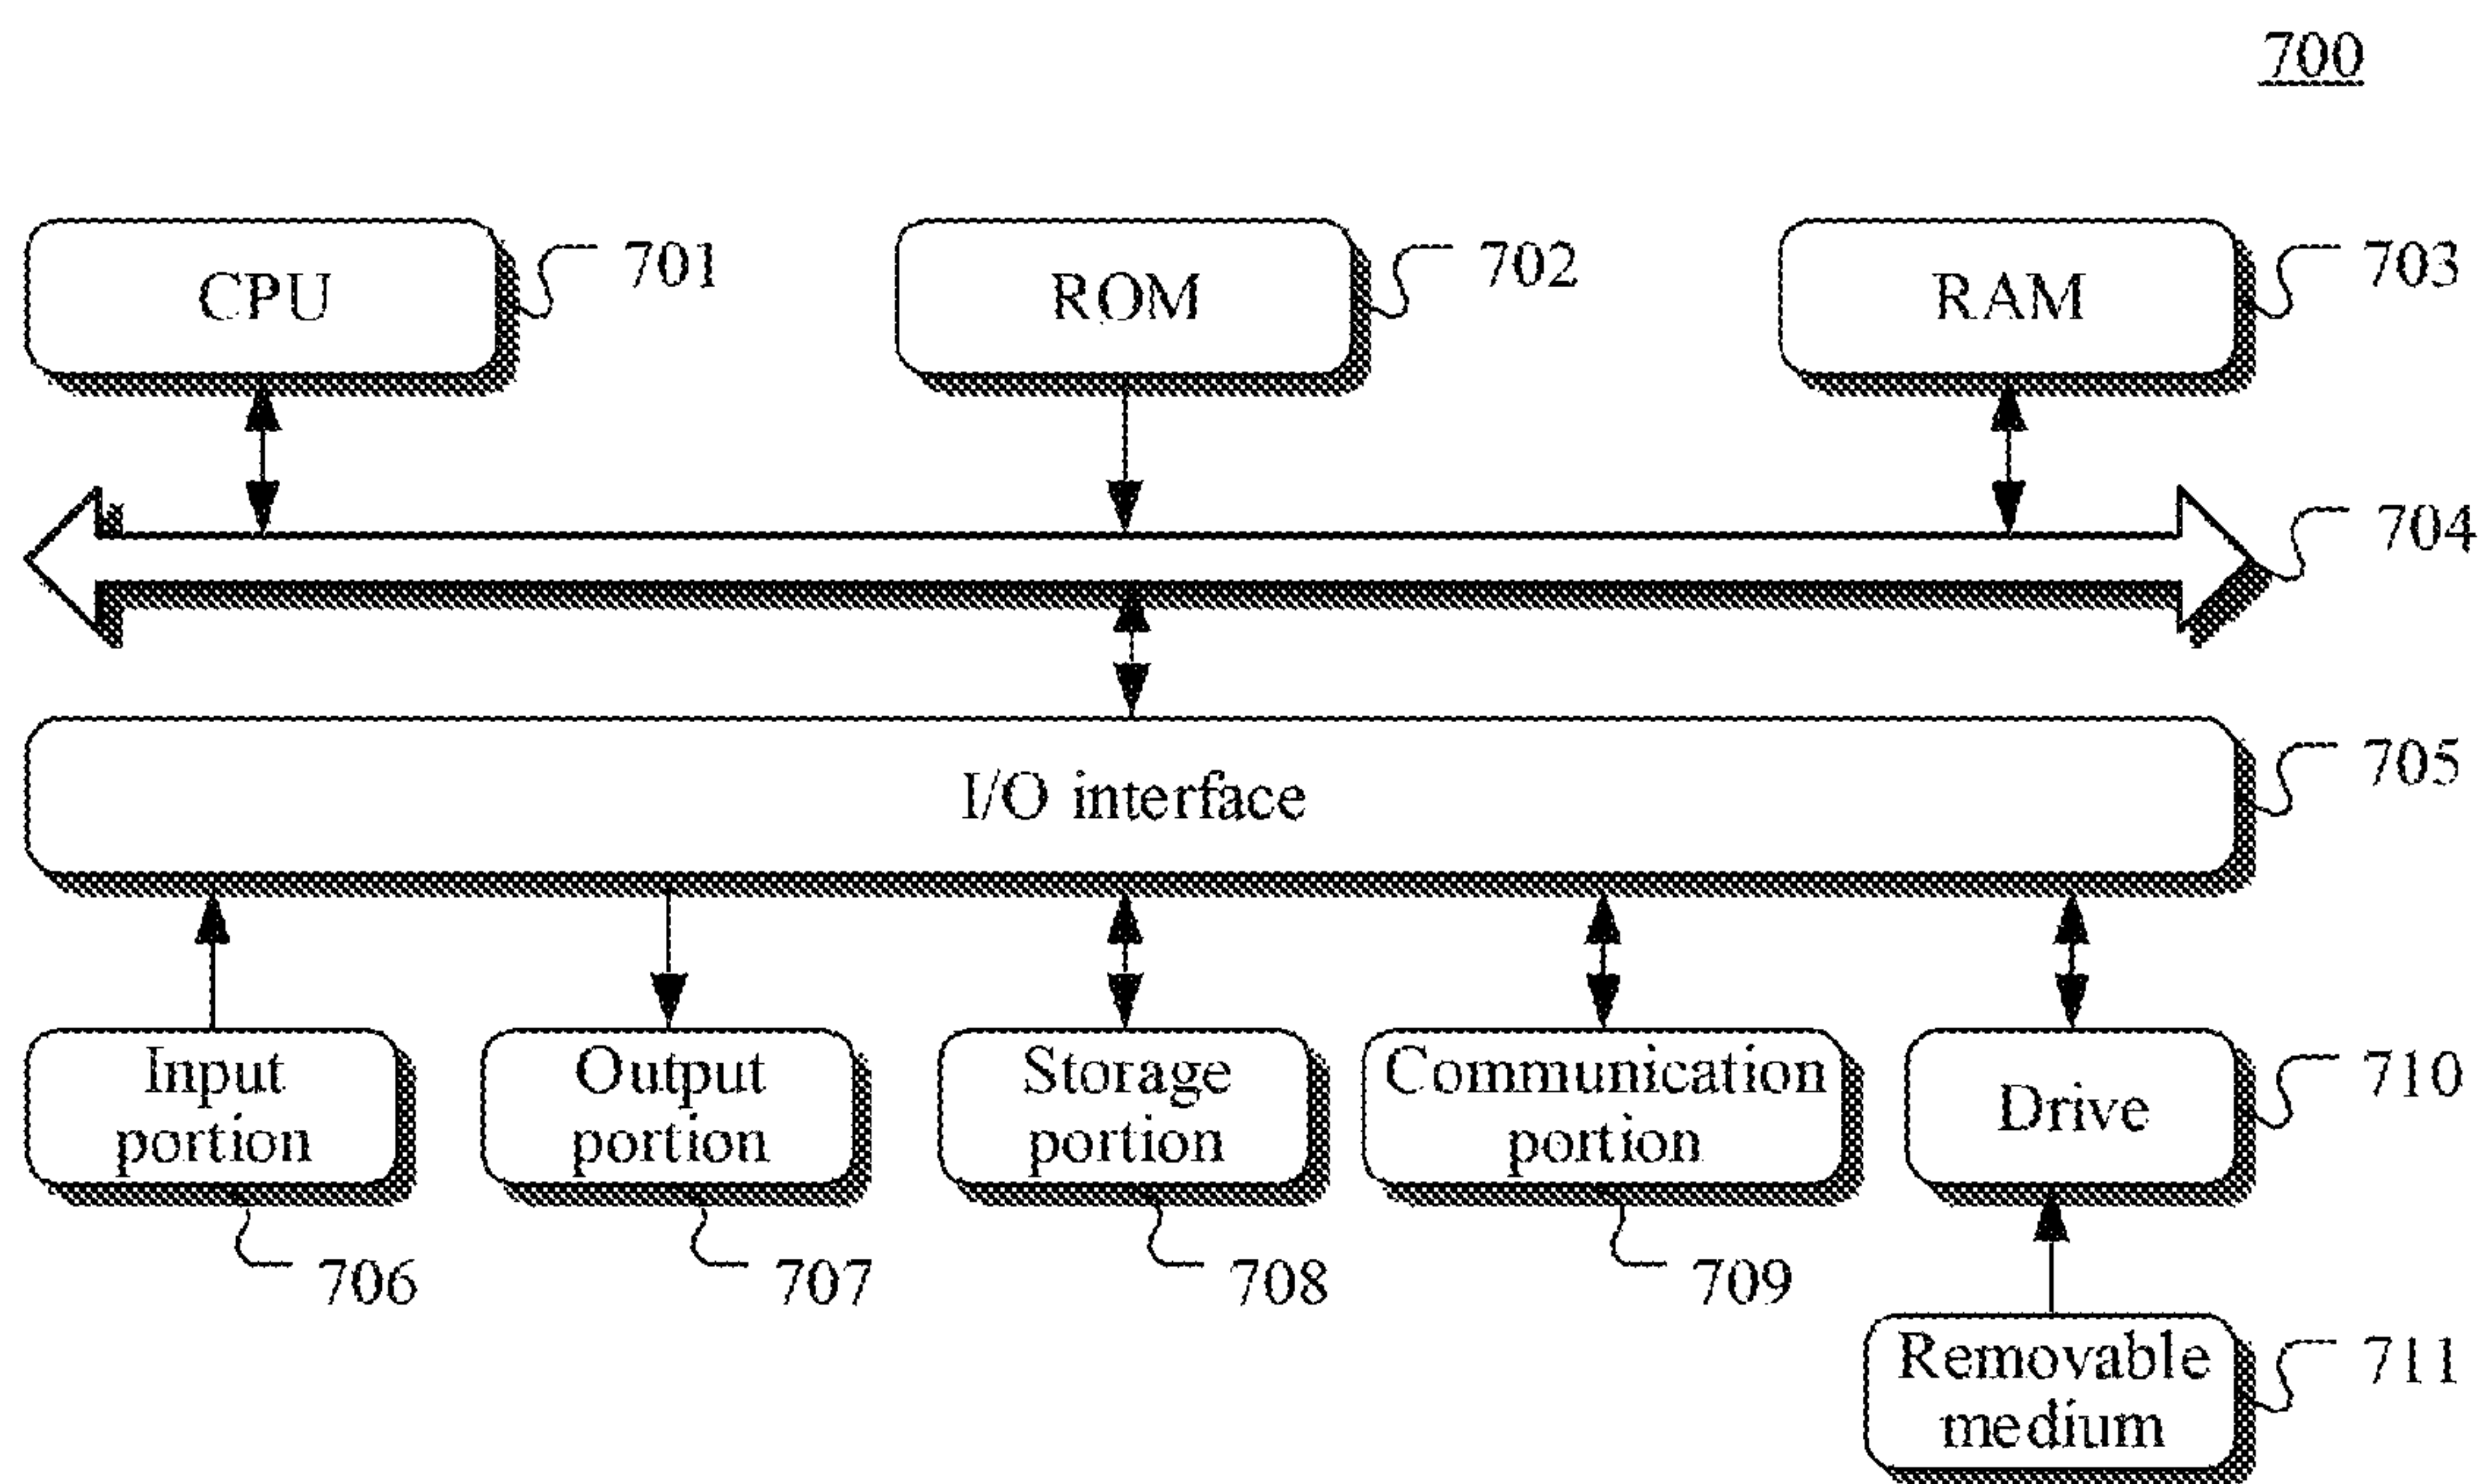 700
CPU
701
ROM
702
RAM
703
704
I/O interface
705
Input
portion
Output
portion
Storage
portion
Communication
portion
Drive
710
706
707
708
709
Removable
medium
711